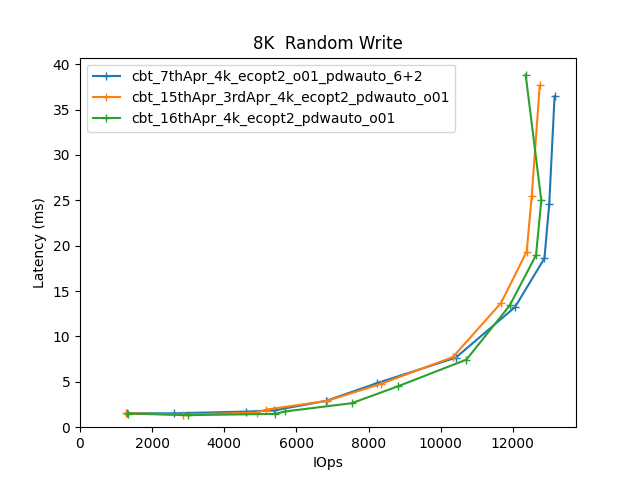 8K  Random Write
cbt_7thApr_4k_ecopt2_o01_pdwauto_6+2
cbt_15thApr_3rdApr_4k_ecopt2_pdwauto_o01
cbt_16thApr_4k_ecopt2_pdwauto_o01
Latency (ms)
40
35
30
25
20
15
10
5
0
0 2000 4000 6000 8000 10000 12000
IOps